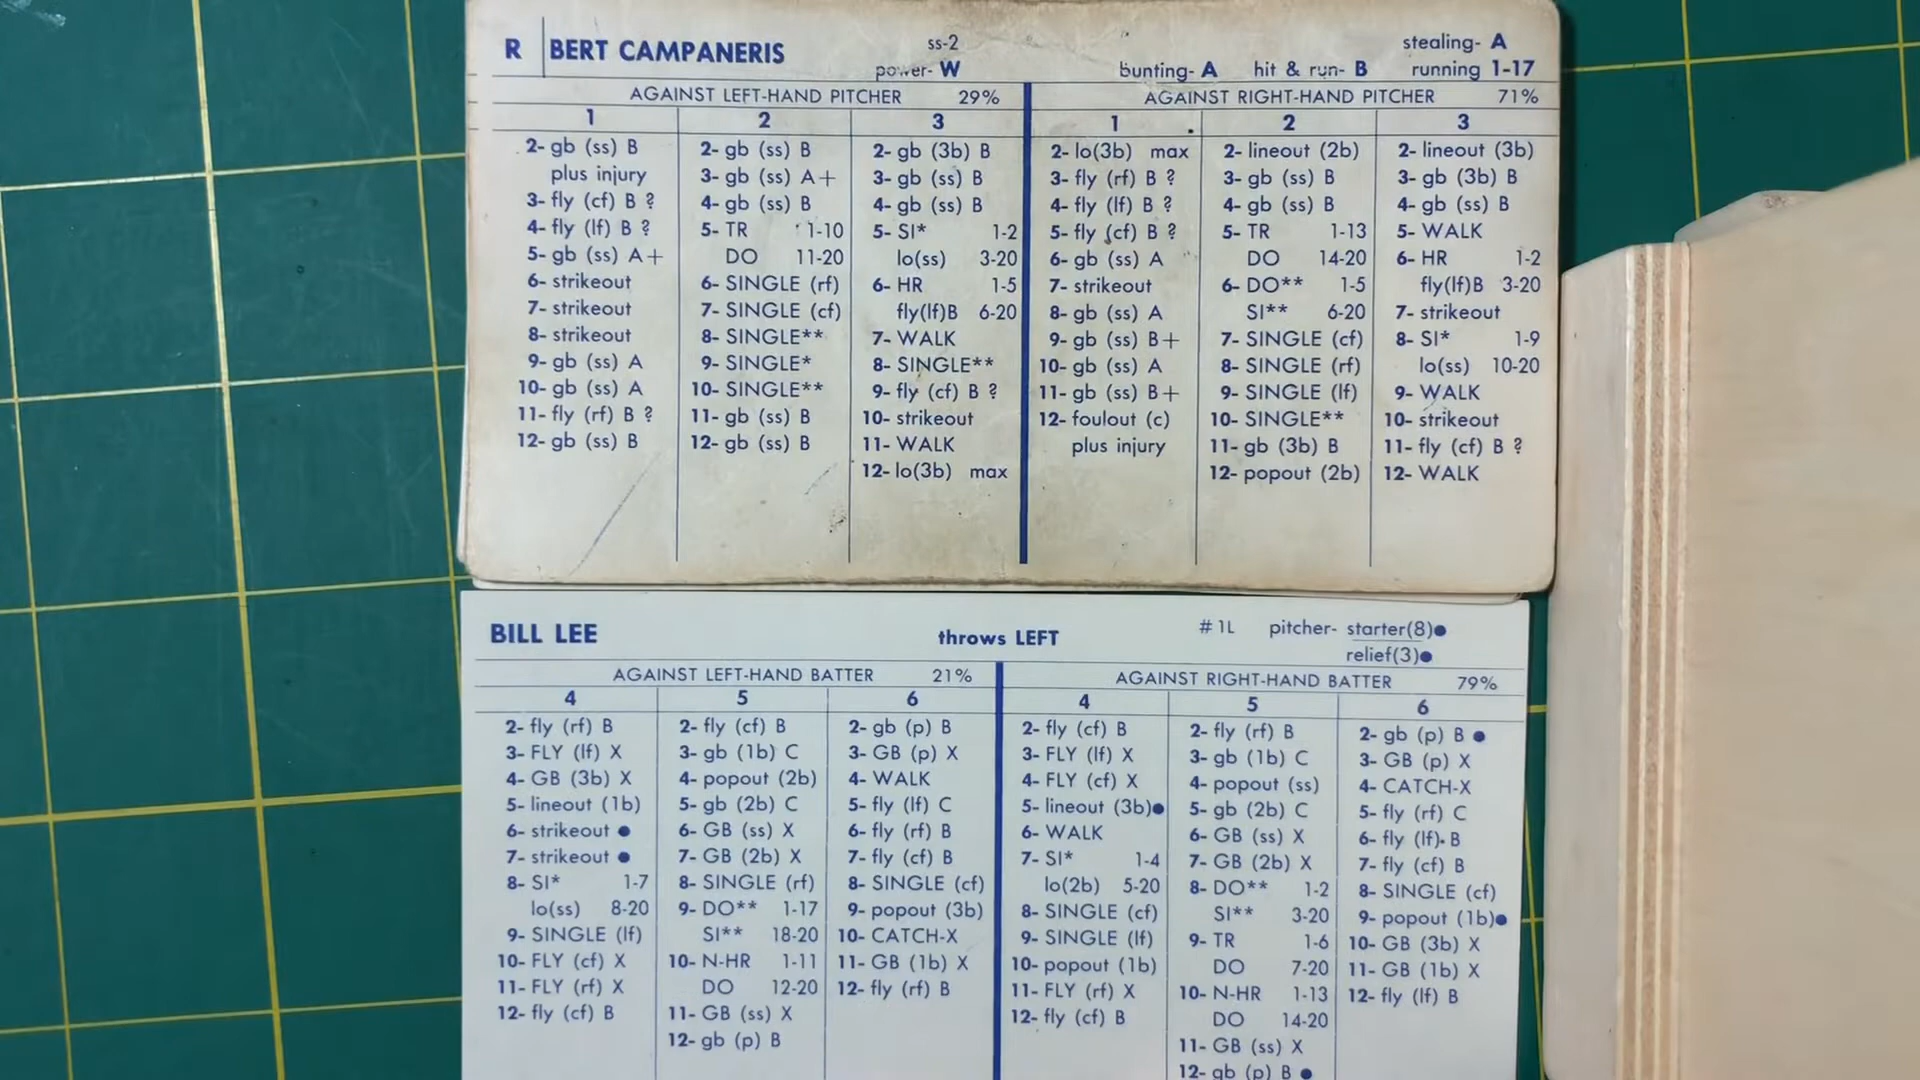 R BERT CAMPANERIS ss-2 stealing- A
power- W bunting- A hit & run- B running 1-17
AGAINST LEFT-HAND PITCHER 29%
1
2- gb (ss) B
plus injury
3- fly (cf) B ?
4- fly (lf) B ?
5- gb (ss) A+
6- strikeout
7- strikeout
8- strikeout
9- gb (ss) A
10- gb (ss) A
11- fly (rf) B ?
12- gb (ss) B
2
2- gb (ss) B
3- gb (ss) A+
4- gb (ss) B
5- TR 1-10
DO 11-20
6- SINGLE (rf)
7- SINGLE (cf)
8- SINGLE**
9- SINGLE*
10- SINGLE**
11- gb (ss) B
12- gb (ss) B
3
2- gb (3b) B
3- gb (ss) B
4- gb (ss) B
5- SI* 1-2
lo(ss) 3-20
6- HR 1-5
fly(lf)B 6-20
7- WALK
8- SINGLE**
9- fly (cf) B ?
10- strikeout
11- WALK
12- lo(3b) max
AGAINST RIGHT-HAND PITCHER 71%
1
2- lo(3b) max
3- fly (rf) B ?
4- fly (lf) B ?
5- fly (cf) B ?
6- gb (ss) A
7- strikeout
8- gb (ss) A
9- gb (ss) B+
10- gb (ss) A
11- gb (ss) B+
12- foulout (c)
plus injury
2
2- lineout (2b)
3- gb (ss) B
4- gb (ss) B
5- TR 1-13
DO 14-20
6- DO** 1-5
SI** 6-20
7- SINGLE (cf)
8- SINGLE (rf)
9- SINGLE (lf)
10- SINGLE**
11- gb (3b) B
12- popout (2b)
3
2- lineout (3b)
3- gb (3b) B
4- gb (ss) B
5- WALK
6- HR 1-2
fly(lf)B 3-20
7- strikeout
8- SI* 1-9
lo(ss) 10-20
9- WALK
10- strikeout
11- fly (cf) B ?
12- WALK
BILL LEE throws LEFT #1L pitcher- starter(8)●
relief(3)●
AGAINST LEFT-HAND BATTER 21%
4
2- fly (rf) B
3- FLY (lf) X
4- GB (3b) X
5- lineout (1b)
6- strikeout ●
7- strikeout ●
8- SI* 1-7
lo(ss) 8-20
9- SINGLE (lf)
10- FLY (cf) X
11- FLY (rf) X
12- fly (cf) B
5
2- fly (cf) B
3- gb (1b) C
4- popout (2b)
5- gb (2b) C
6- GB (ss) X
7- GB (2b) X
8- SINGLE (rf)
9- DO** 1-17
SI** 18-20
10- N-HR 1-11
DO 12-20
11- GB (ss) X
12- gb (p) B
6
2- gb (p) B
3- GB (p) X
4- WALK
5- fly (lf) C
6- fly (rf) B
7- fly (cf) B
8- SINGLE (cf)
9- popout (3b)
10- CATCH-X
11- GB (1b) X
12- fly (rf) B
AGAINST RIGHT-HAND BATTER 79%
4
2- fly (cf) B
3- FLY (lf) X
4- FLY (cf) X
5- lineout (3b)●
6- WALK
7- SI* 1-4
lo(2b) 5-20
8- SINGLE (cf)
9- SINGLE (lf)
10- popout (1b)
11- FLY (rf) X
12- fly (cf) B
5
2- fly (rf) B
3- gb (1b) C
4- popout (ss)
5- gb (2b) C
6- GB (ss) X
7- GB (2b) X
8- DO** 1-2
SI** 3-20
9- TR 1-6
DO 7-20
10- N-HR 1-13
DO 14-20
11- GB (ss) X
12- gb (p) B ●
6
2- gb (p) B ●
3- GB (p) X
4- CATCH-X
5- fly (rf) C
6- fly (lf) B
7- fly (cf) B
8- SINGLE (cf)
9- popout (1b)●
10- GB (3b) X
11- GB (1b) X
12- fly (lf) B